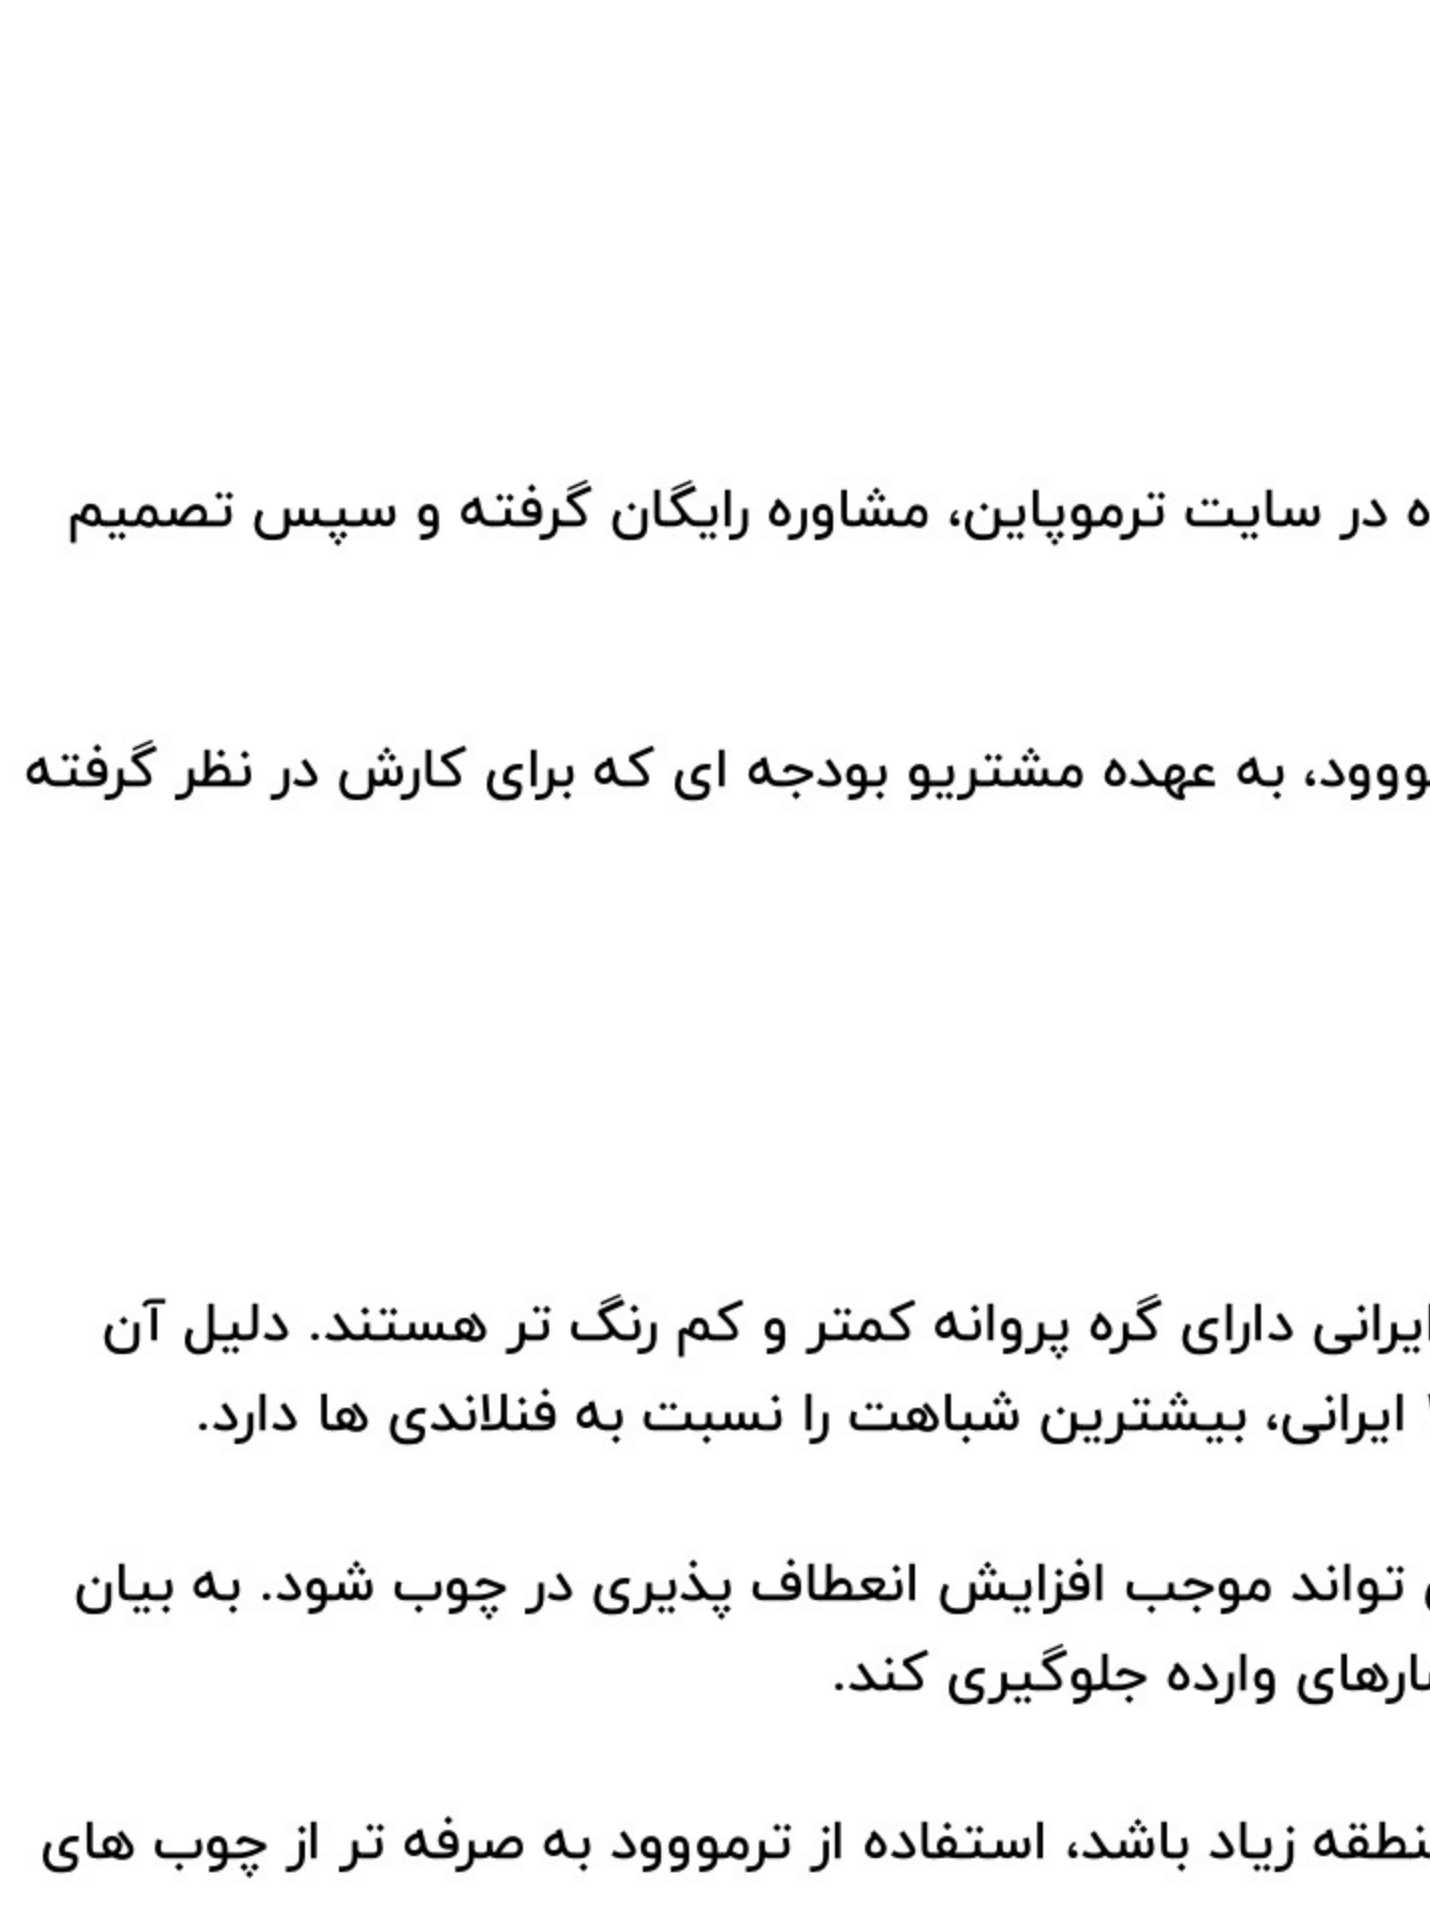 در سایت ترموپاین، مشاوره رایگان گرفته و سپس تصمیم
به عهده مشتریو بودجه ای که برای کارش در نظر گرفته
ایرانی دارای گره پروانه کمتر و کم رنگ تر هستند. دلیل آن
ایرانی، بیشترین شباهت را نسبت به فنلاندی ها دارد.
تواند موجب افزایش انعطاف پذیری در چوب شود. به بیان
وارده جلوگیری کند.
زیاد باشد، استفاده از ترمووود به صرفه تر از چوب های